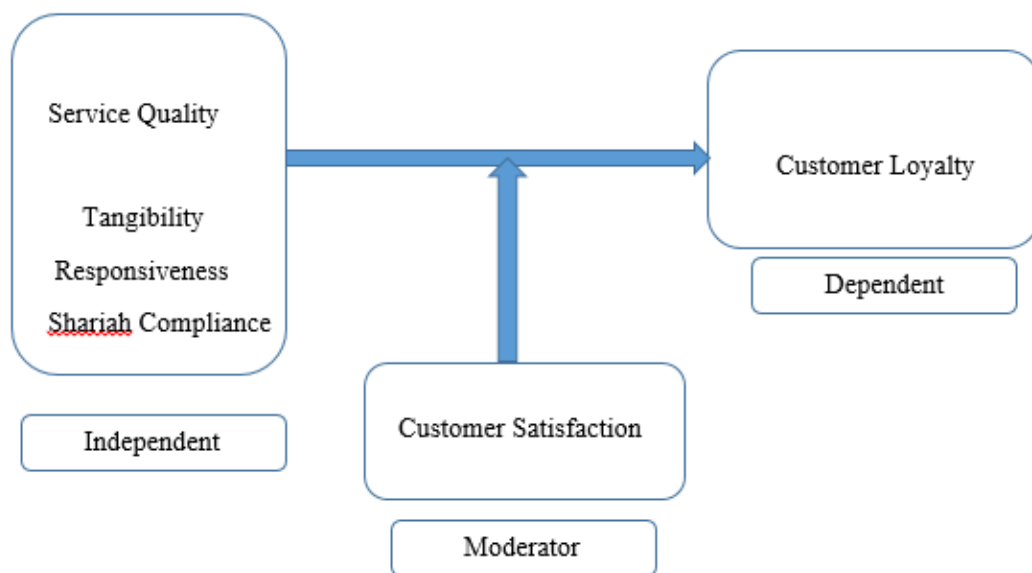 Service Quality
Tangibility
Responsiveness
Shariah Compliance
Independent
Customer Satisfaction
Moderator
Customer Loyalty
Dependent